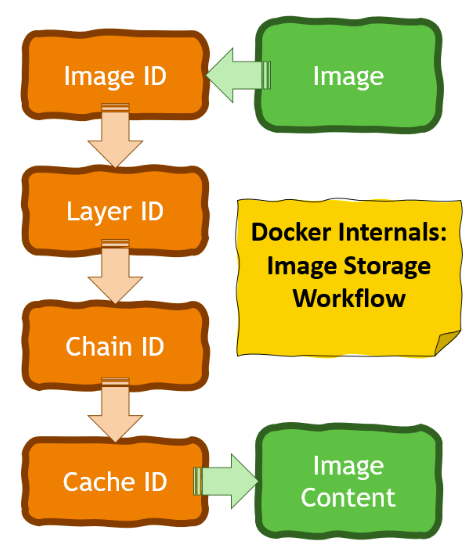 Image ID
Image
Layer ID
Docker Internals:
Image Storage
Workflow
Chain ID
Cache ID
Image
Content